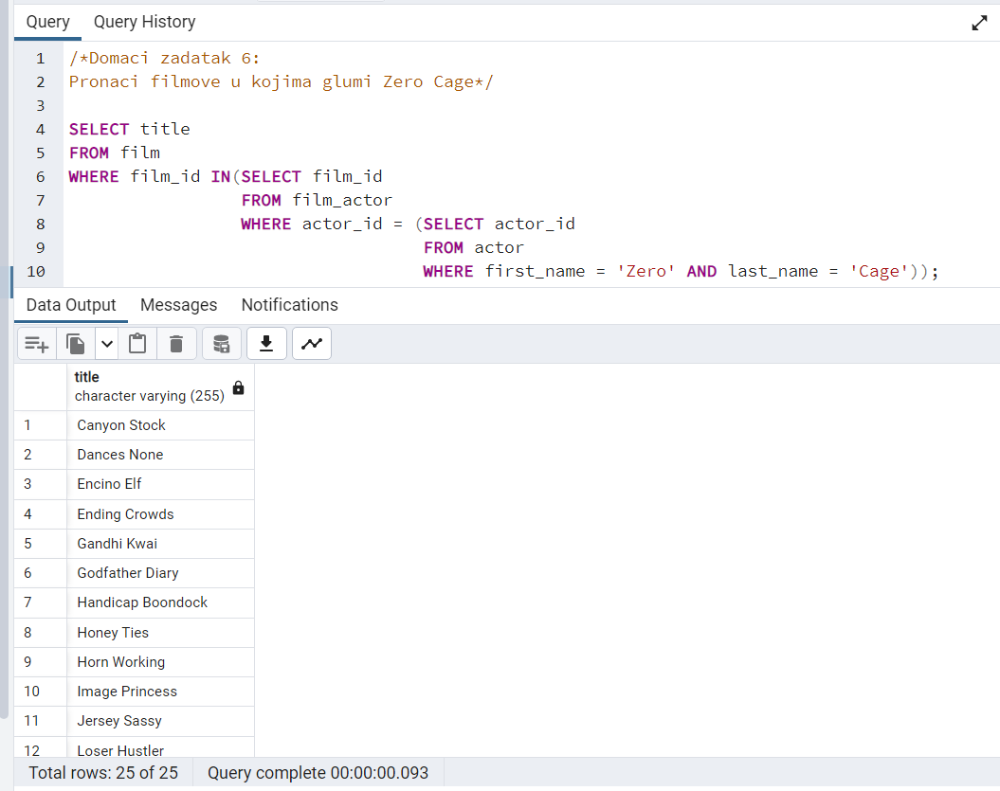 Query Query History
1 /*Domaci zadatak 6:
2 Pronaci filmove u kojima glumi Zero Cage*/
3
4 SELECT title
5 FROM film
6 WHERE film_id IN(SELECT film_id
7 FROM film_actor
8 WHERE actor_id = (SELECT actor_id
9 FROM actor
10 WHERE first_name = 'Zero' AND last_name = 'Cage'));
Data Output Messages Notifications
title
character varying (255)
1 Canyon Stock
2 Dances None
3 Encino Elf
4 Ending Crowds
5 Gandhi Kwai
6 Godfather Diary
7 Handicap Boondock
8 Honey Ties
9 Horn Working
10 Image Princess
11 Jersey Sassy
12 Loser Hustler
Total rows: 25 of 25 Query complete 00:00:00.093